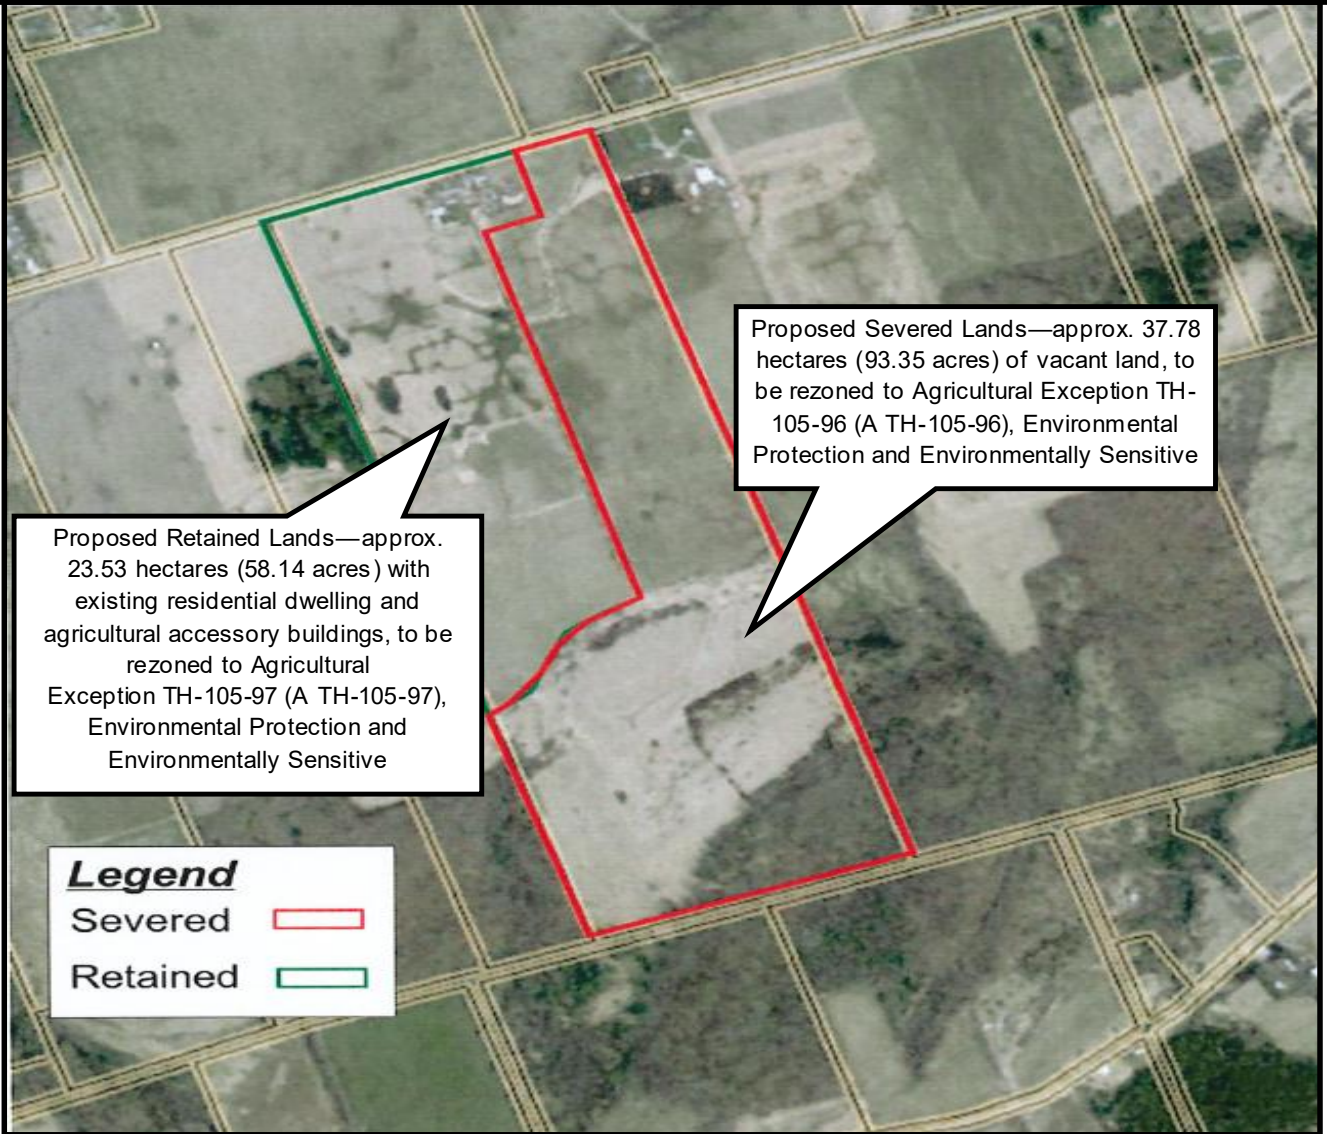 Proposed Severed Lands—approx. 37.78
hectares (93.35 acres) of vacant land, to
be rezoned to Agricultural Exception TH-
105-96 (A TH-105-96), Environmental
Protection and Environmentally Sensitive
Proposed Retained Lands—approx.
23.53 hectares (58.14 acres) with
existing residential dwelling and
agricultural accessory buildings, to be
rezoned to Agricultural
Exception TH-105-97 (A TH-105-97),
Environmental Protection and
Environmentally Sensitive
Legend
Severed
Retained